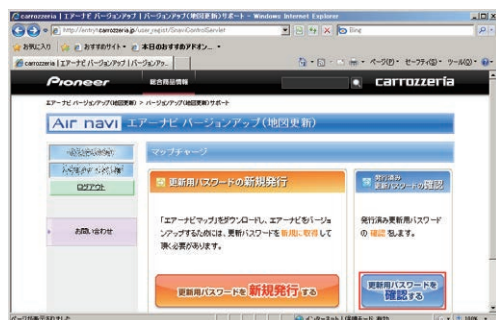 carrozzeria | エアーナビ バージョンアップ | バージョンアップ(地図更新)サポート - Windows Internet Explorer
http://entry.carrozzeria.jp/user_regist/SnaviControlServlet
Bing
お気に入り おすすめサイト 本日のおすすめアドオン...
carrozzeria | エアーナビ バージョンアップ | バージョンアッ...
ページ(P) セーフティ(S) ツール(O)
Pioneer 総合商品情報 carrozzeria
エアーナビ バージョンアップ(地図更新) > バージョンアップ(地図更新)サポート
Air navi エアーナビ バージョンアップ(地図更新)
マップチャージ
ログアウト
お問い合わせ
更新用パスワードの新規発行
「エアーナビマップ」をダウンロードし、エアーナビをバージョ
ンアップするためには、更新パスワードを新規に取得して
頂く必要があります。
更新用パスワードを新規発行する
発行済み
更新用パスワードの確認
発行済み更新用パスワード
の 確認 をします。
更新用パスワードを
確認する
ページが表示されました
100%